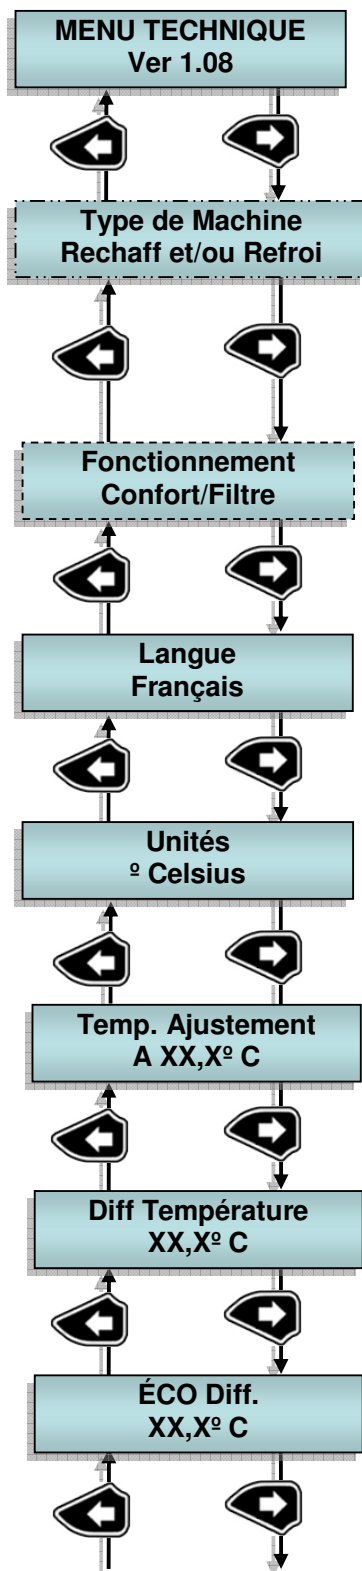 MENU TECHNIQUE
Ver 1.08
Type de Machine
Rechaff et/ou Refroi
Fonctionnement
Confort/Filtre
Langue
Français
Unités
º Celsius
Temp. Ajustement
A XX,Xº C
Diff Température
XX,Xº C
ÉCO Diff.
XX,Xº C